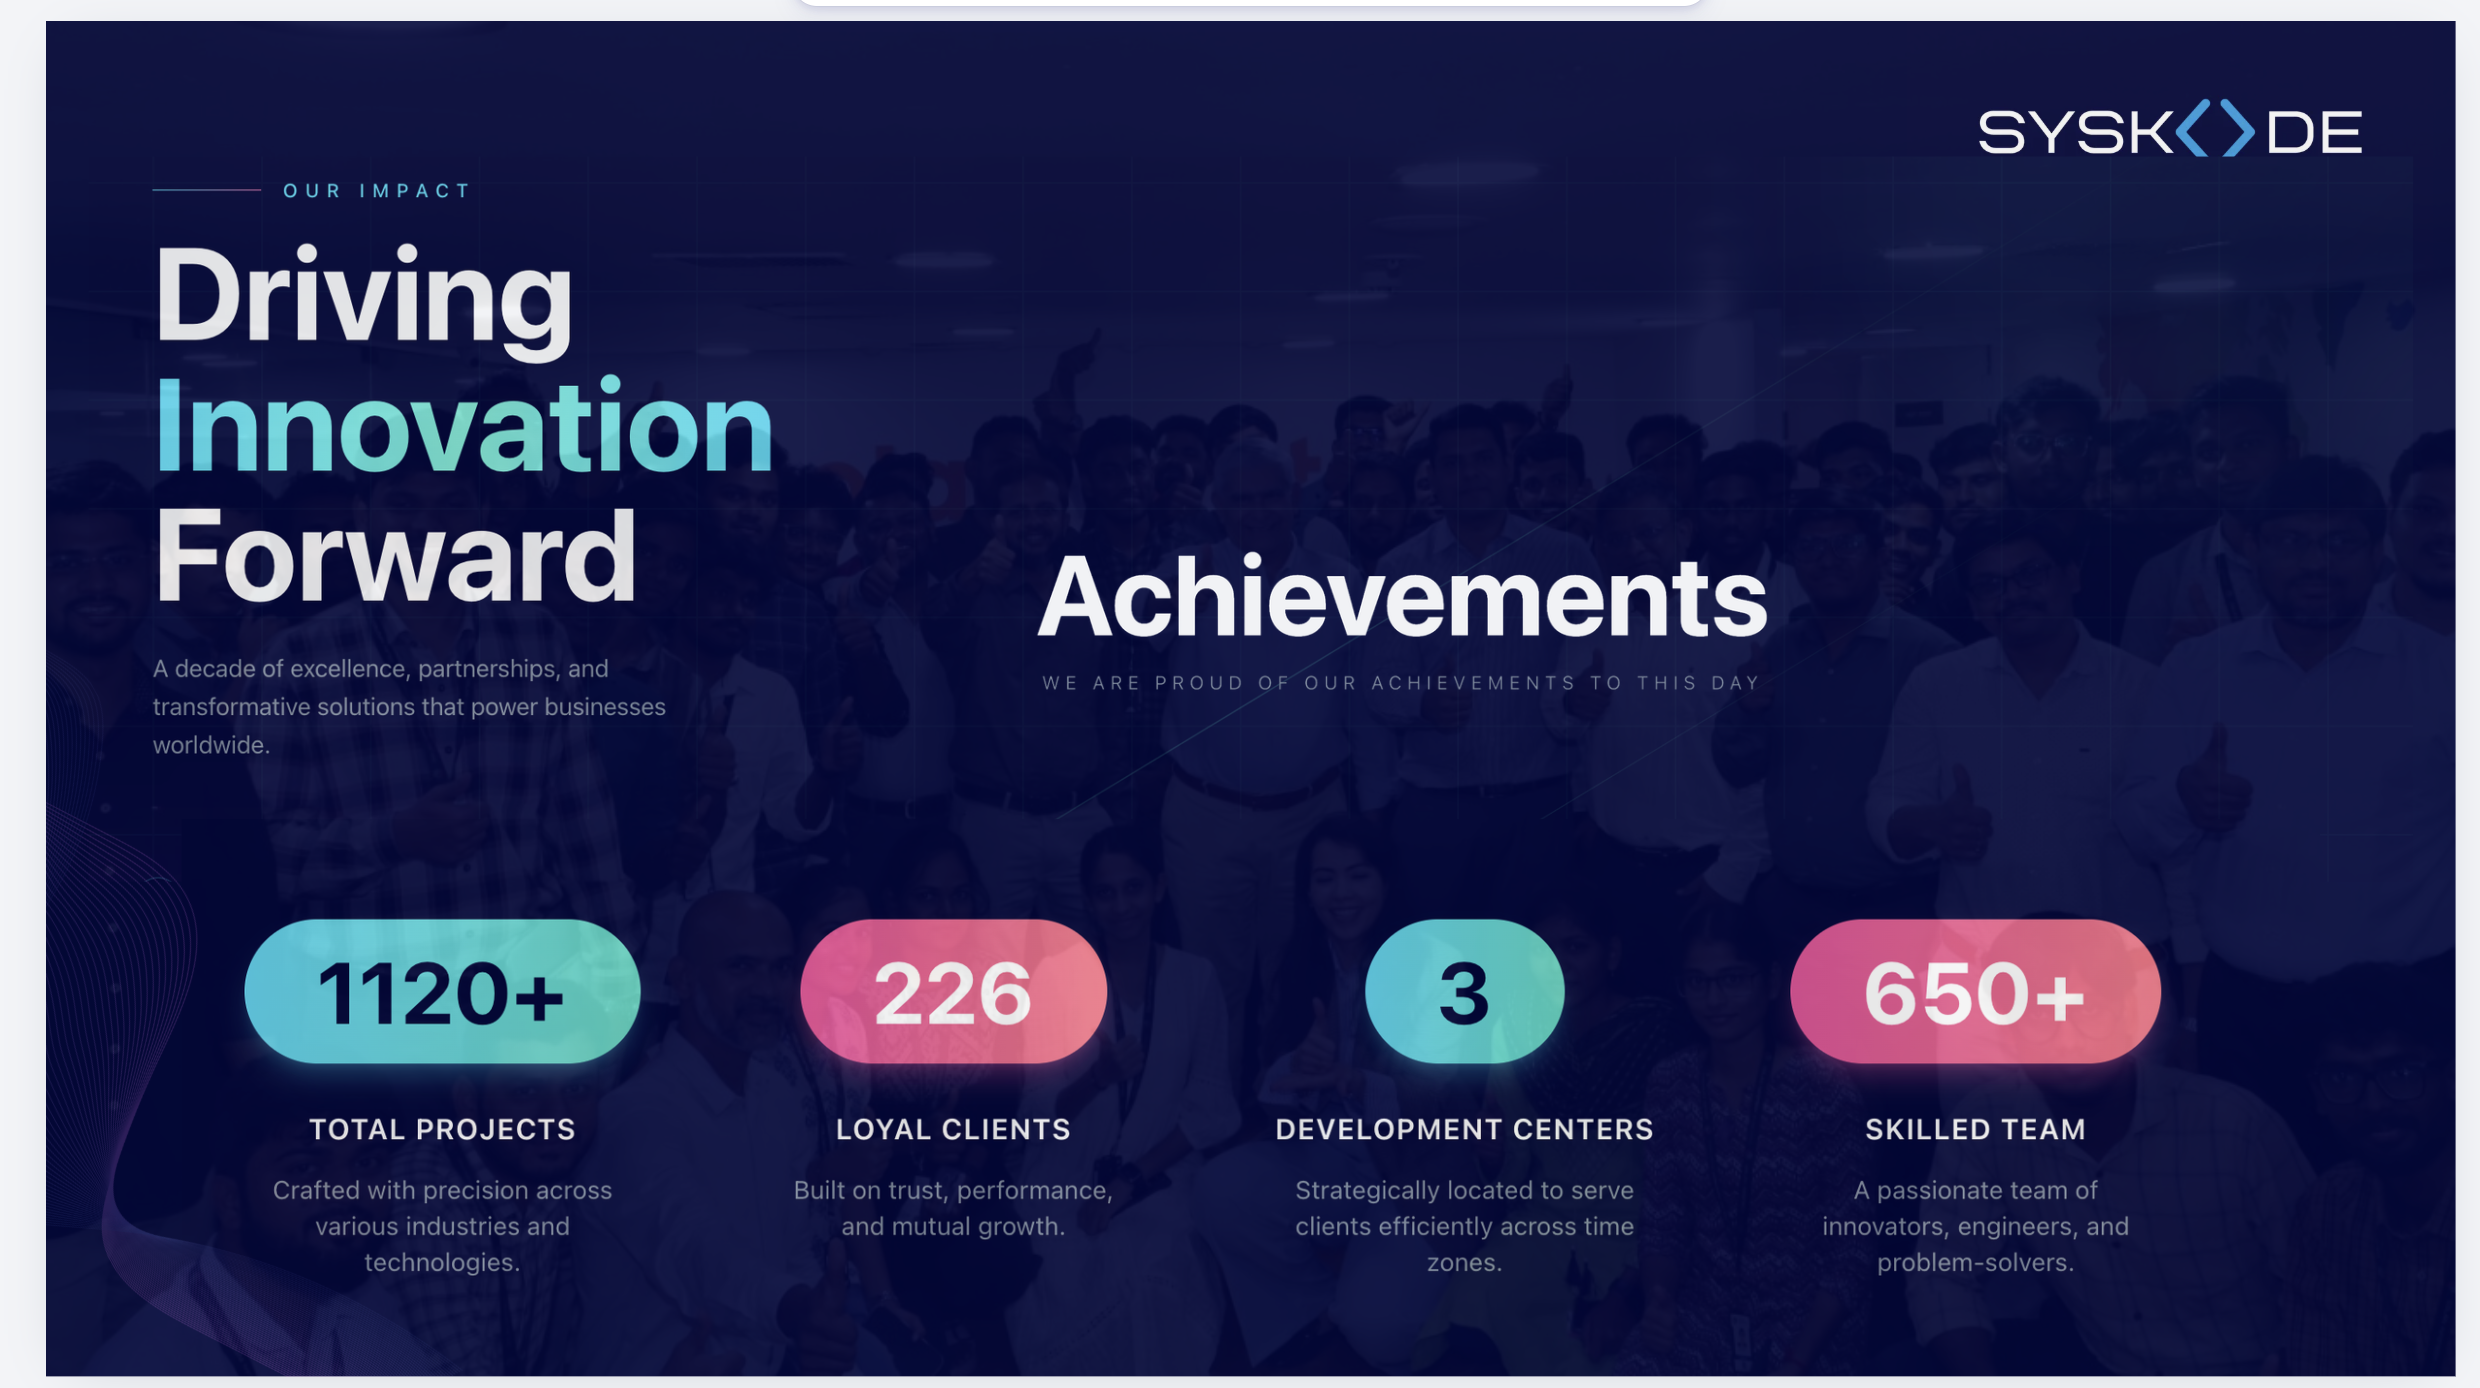 SYSK<>DE
OUR IMPACT
Driving
Innovation
Forward
A decade of excellence, partnerships, and
transformative solutions that power businesses
worldwide.
Achievements
WE ARE PROUD OF OUR ACHIEVEMENTS TO THIS DAY
1120+
TOTAL PROJECTS
Crafted with precision across
various industries and
technologies.
226
LOYAL CLIENTS
Built on trust, performance,
and mutual growth.
3
DEVELOPMENT CENTERS
Strategically located to serve
clients efficiently across time
zones.
650+
SKILLED TEAM
A passionate team of
innovators, engineers, and
problem-solvers.